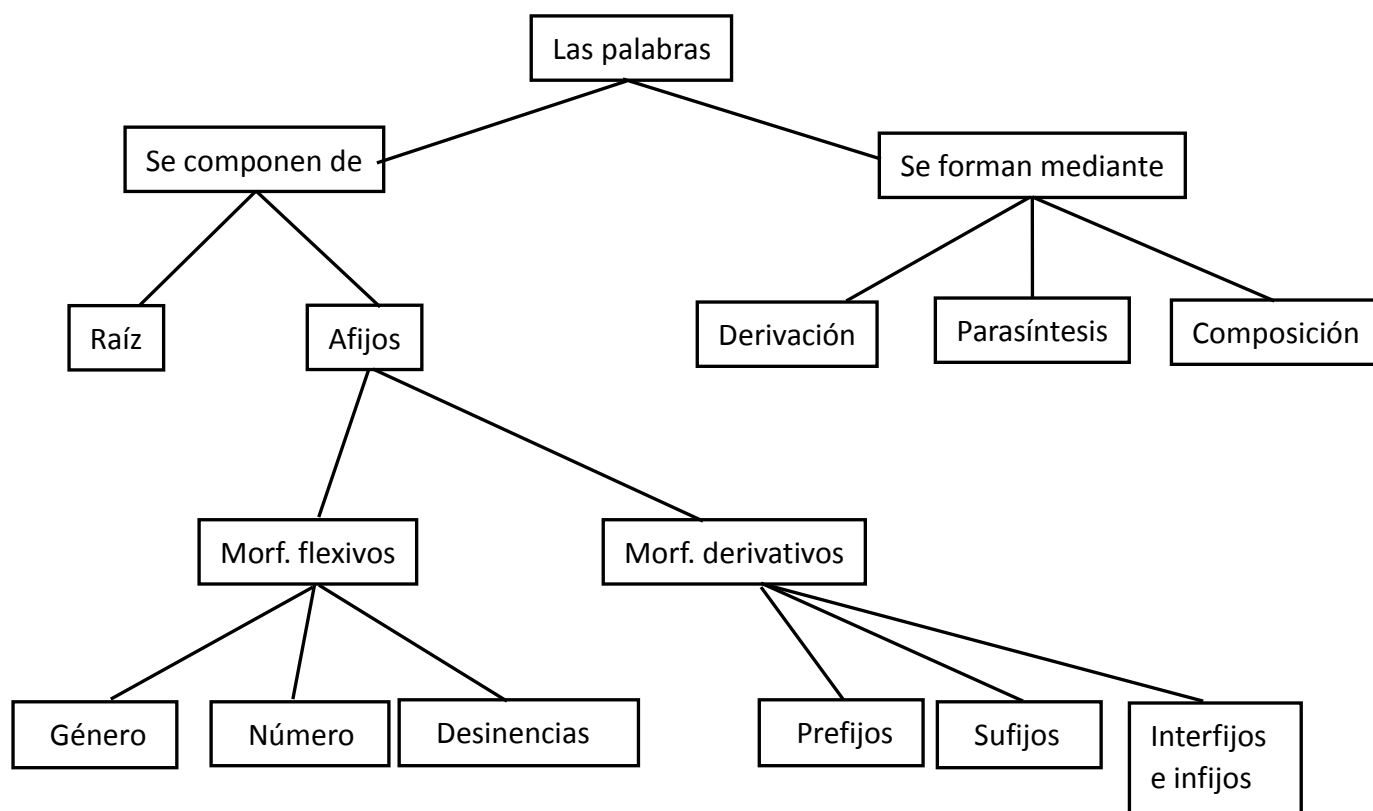 Las palabras
Se componen de
Se forman mediante
Raíz
Afijos
Derivación
Parasíntesis
Composición
Morf. flexivos
Morf. derivativos
Género
Número
Desinencias
Prefijos
Sufijos
Interfijos
e infijos